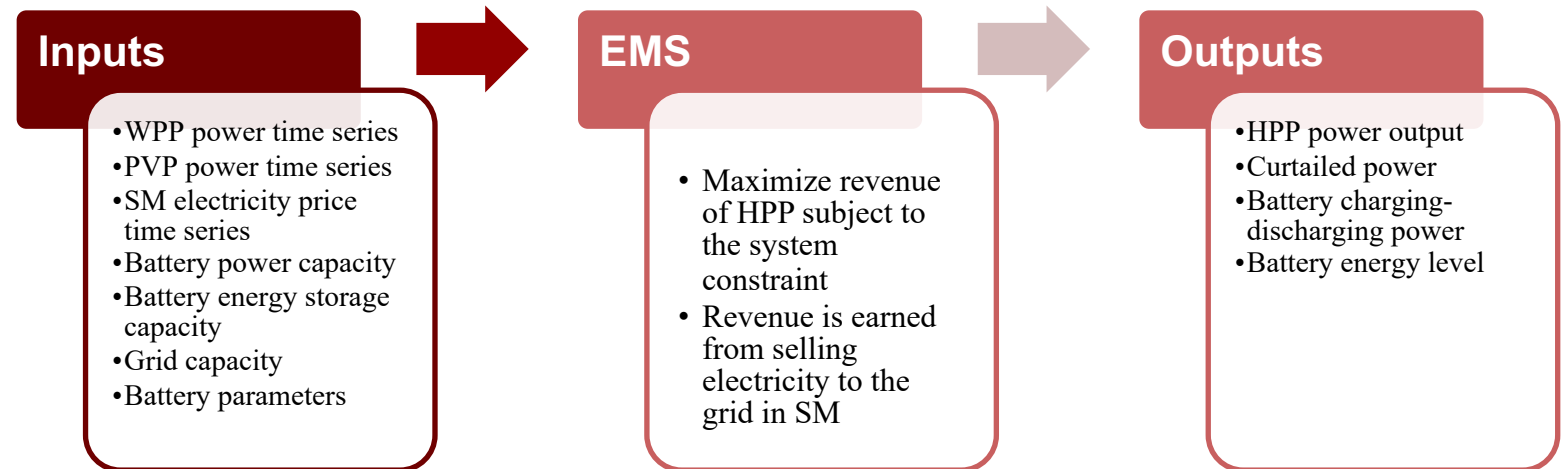 Inputs
•WPP power time series
•PVP power time series
•SM electricity price
time series
•Battery power capacity
•Battery energy storage
capacity
•Grid capacity
•Battery parameters
EMS
• Maximize revenue
of HPP subject to
the system
constraint
• Revenue is earned
from selling
electricity to the
grid in SM
Outputs
•HPP power output
•Curtailed power
•Battery charging-
discharging power
•Battery energy level